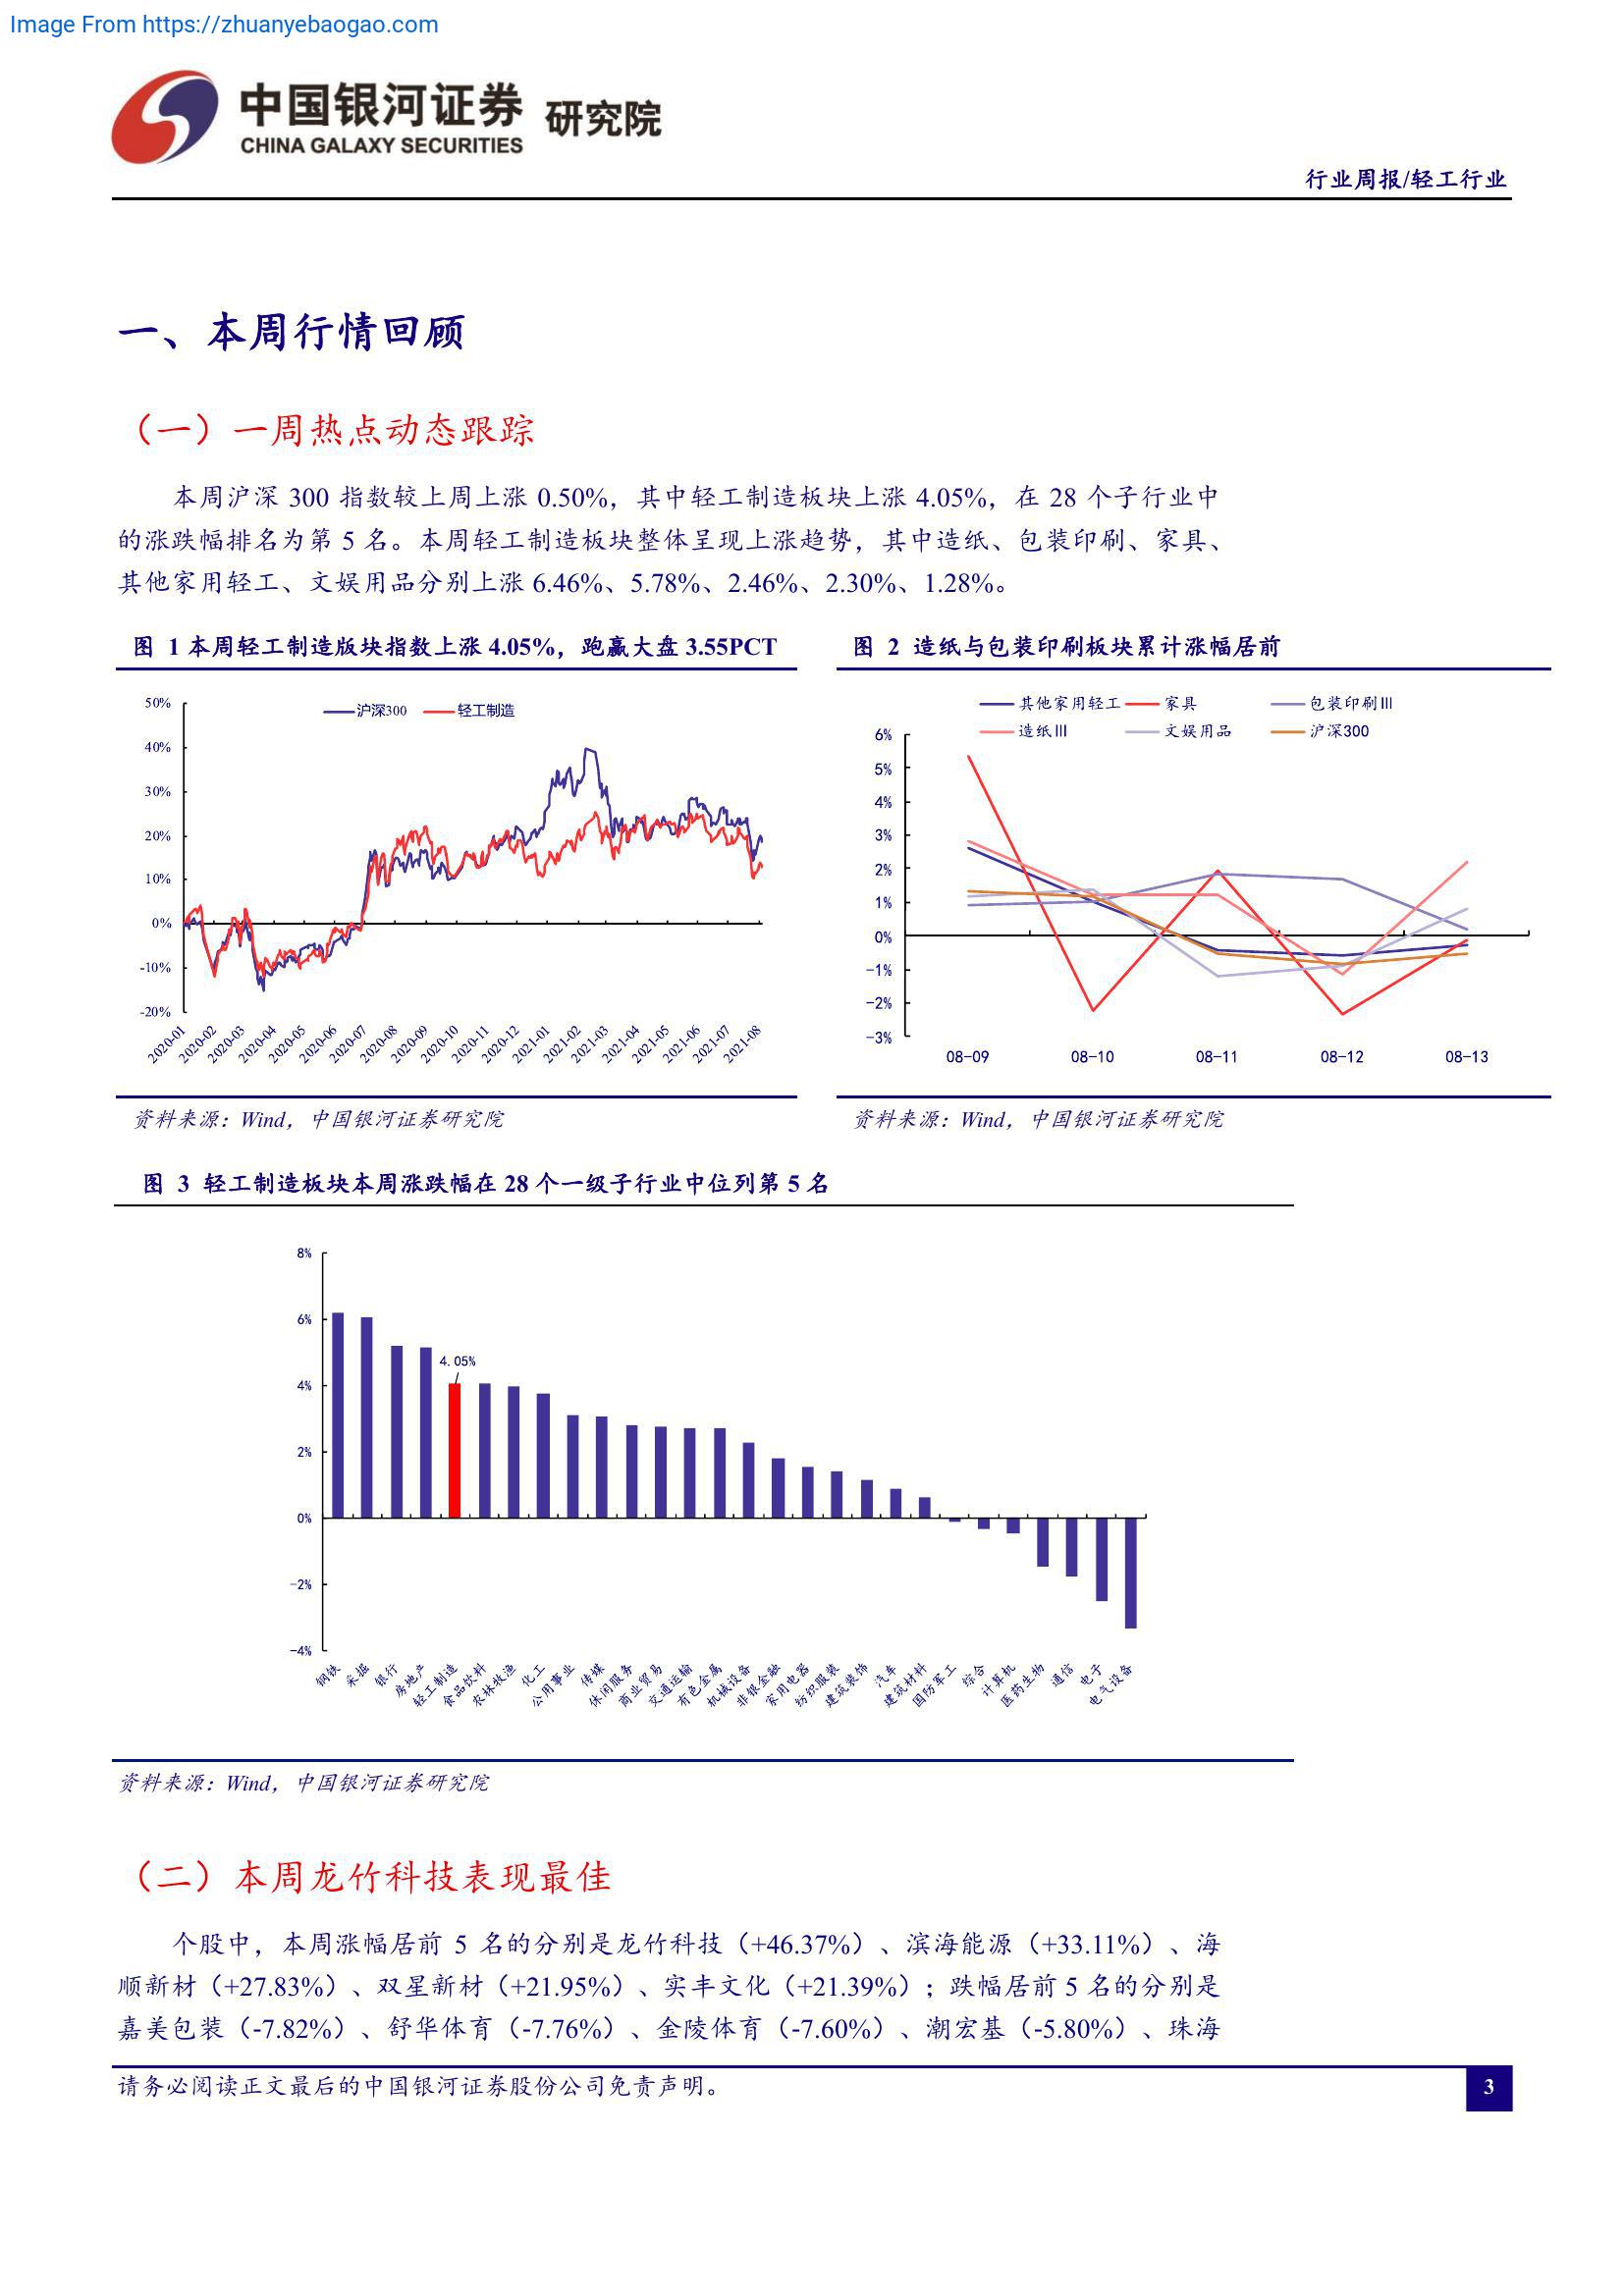 Image From https://zhuanyebaogao.com
中国银河证券 研究院
CHINA GALAXY SECURITIES
行业周报/轻工行业
一、本周行情回顾
（一）一周热点动态跟踪
本周沪深 300 指数较上周上涨 0.50%，其中轻工制造板块上涨 4.05%，在 28 个子行业中
的涨跌幅排名为第 5 名。本周轻工制造板块整体呈现上涨趋势，其中造纸、包装印刷、家具、
其他家用轻工、文娱用品分别上涨 6.46%、5.78%、2.46%、2.30%、1.28%。
图 1 本周轻工制造版块指数上涨 4.05%，跑赢大盘 3.55PCT
沪深300 轻工制造
50%
40%
30%
20%
10%
0%
-10%
-20%
2020-01 2020-02 2020-03 2020-04 2020-05 2020-06 2020-07 2020-08 2020-09 2020-10 2020-11 2020-12 2021-01 2021-02 2021-03 2021-04 2021-05 2021-06 2021-07 2021-08
资料来源：Wind，中国银河证券研究院
图 2 造纸与包装印刷板块累计涨幅居前
其他家用轻工 家具 包装印刷Ⅲ
造纸Ⅲ 文娱用品 沪深300
6%
5%
4%
3%
2%
1%
0%
-1%
-2%
-3%
08-09 08-10 08-11 08-12 08-13
资料来源：Wind，中国银河证券研究院
图 3 轻工制造板块本周涨跌幅在 28 个一级子行业中位列第 5 名
8%
6%
4.05%
4%
2%
0%
-2%
-4%
钢铁 采掘 银行 房地产 轻工制造 食品饮料 农林牧渔 化工 公用事业 传媒 休闲服务 商业贸易 交通运输 有色金属 机械设备 非银金融 家用电器 纺织服装 建筑装饰 汽车 建筑材料 国防军工 综合 计算机 医药生物 通信 电子 电气设备
资料来源：Wind，中国银河证券研究院
（二）本周龙竹科技表现最佳
个股中，本周涨幅居前 5 名的分别是龙竹科技（+46.37%）、滨海能源（+33.11%）、海
顺新材（+27.83%）、双星新材（+21.95%）、实丰文化（+21.39%）；跌幅居前 5 名的分别是
嘉美包装（-7.82%）、舒华体育（-7.76%）、金陵体育（-7.60%）、潮宏基（-5.80%）、珠海
请务必阅读正文最后的中国银河证券股份公司免责声明。
3